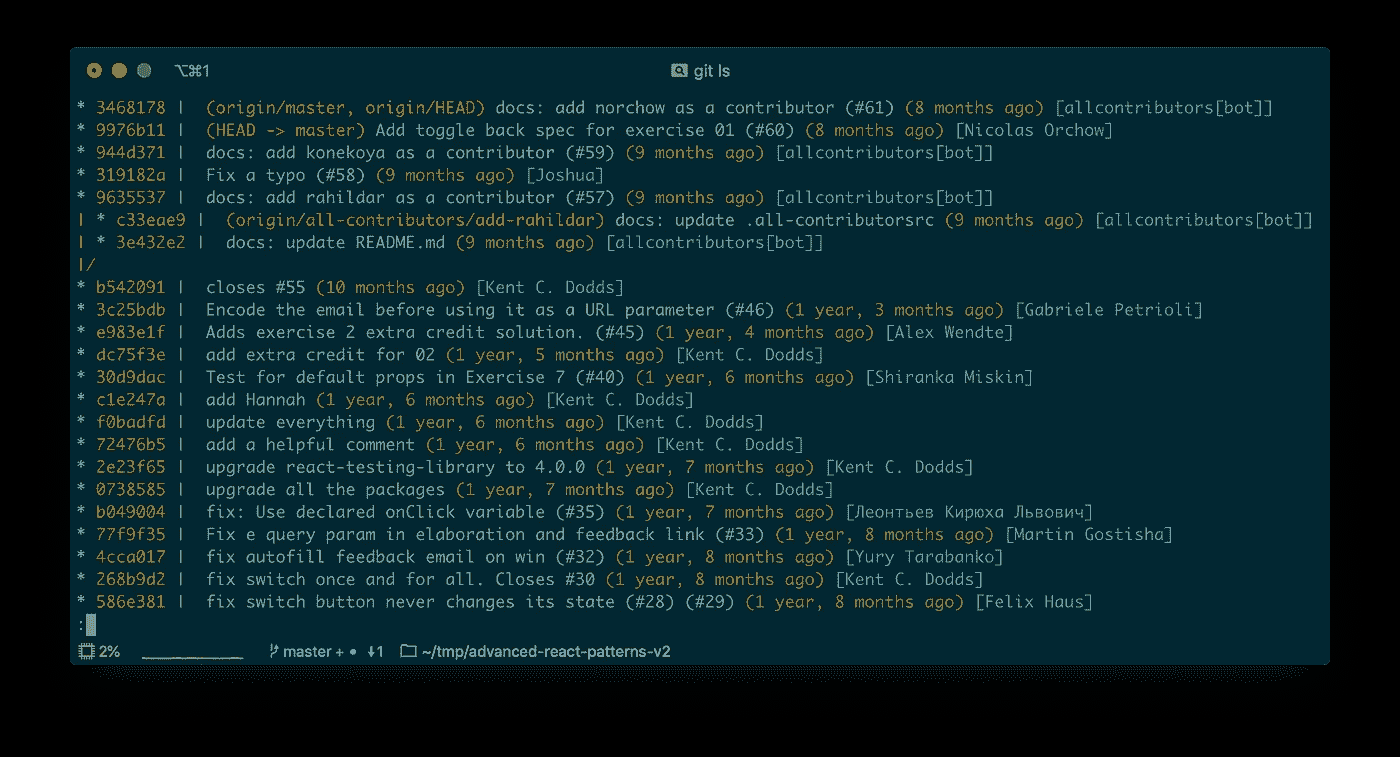 ⌥⌘1 git ls
* 3468178 | (origin/master, origin/HEAD) docs: add norchow as a contributor (#61) (8 months ago) [allcontributors[bot]]
* 9976b11 | (HEAD -> master) Add toggle back spec for exercise 01 (#60) (8 months ago) [Nicolas Orchow]
* 944d371 | docs: add konekoya as a contributor (#59) (9 months ago) [allcontributors[bot]]
* 319182a | Fix a typo (#58) (9 months ago) [Joshua]
* 9635537 | docs: add rahildar as a contributor (#57) (9 months ago) [allcontributors[bot]]
| * c33eae9 | (origin/all-contributors/add-rahildar) docs: update .all-contributorsrc (9 months ago) [allcontributors[bot]]
| * 3e432e2 | docs: update README.md (9 months ago) [allcontributors[bot]]
|/
* b542091 | closes #55 (10 months ago) [Kent C. Dodds]
* 3c25bdb | Encode the email before using it as a URL parameter (#46) (1 year, 3 months ago) [Gabriele Petrioli]
* e983e1f | Adds exercise 2 extra credit solution. (#45) (1 year, 4 months ago) [Alex Wendte]
* dc75f3e | add extra credit for 02 (1 year, 5 months ago) [Kent C. Dodds]
* 30d9dac | Test for default props in Exercise 7 (#40) (1 year, 6 months ago) [Shiranka Miskin]
* c1e247a | add Hannah (1 year, 6 months ago) [Kent C. Dodds]
* f0badfd | update everything (1 year, 6 months ago) [Kent C. Dodds]
* 72476b5 | add a helpful comment (1 year, 6 months ago) [Kent C. Dodds]
* 2e23f65 | upgrade react-testing-library to 4.0.0 (1 year, 7 months ago) [Kent C. Dodds]
* 0738585 | upgrade all the packages (1 year, 7 months ago) [Kent C. Dodds]
* b049004 | fix: Use declared onClick variable (#35) (1 year, 7 months ago) [Леонтьев Кирюха Львович]
* 77f9f35 | Fix e query param in elaboration and feedback link (#33) (1 year, 8 months ago) [Martin Gostisha]
* 4cca017 | fix autofill feedback email on win (#32) (1 year, 8 months ago) [Yury Tarabanko]
* 268b9d2 | fix switch once and for all. Closes #30 (1 year, 8 months ago) [Kent C. Dodds]
* 586e381 | fix switch button never changes its state (#28) (#29) (1 year, 8 months ago) [Felix Haus]
:
2% master + ● ↓1 ~/tmp/advanced-react-patterns-v2